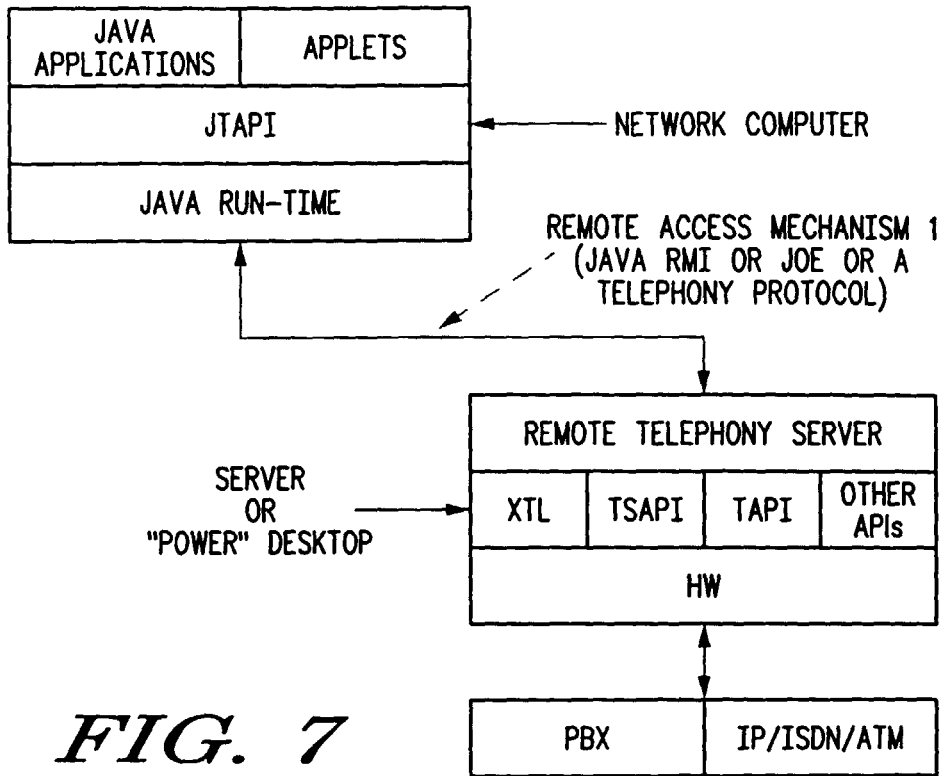 JAVA
APPLICATIONS
APPLETS
JTAPI
NETWORK COMPUTER
JAVA RUN-TIME
REMOTE ACCESS MECHANISM 1
(JAVA RMI OR JOE OR A
TELEPHONY PROTOCOL)
REMOTE TELEPHONY SERVER
SERVER
OR
"POWER" DESKTOP
XTL
TSAPI
TAPI
OTHER
APIs
HW
PBX
IP/ISDN/ATM
FIG. 7